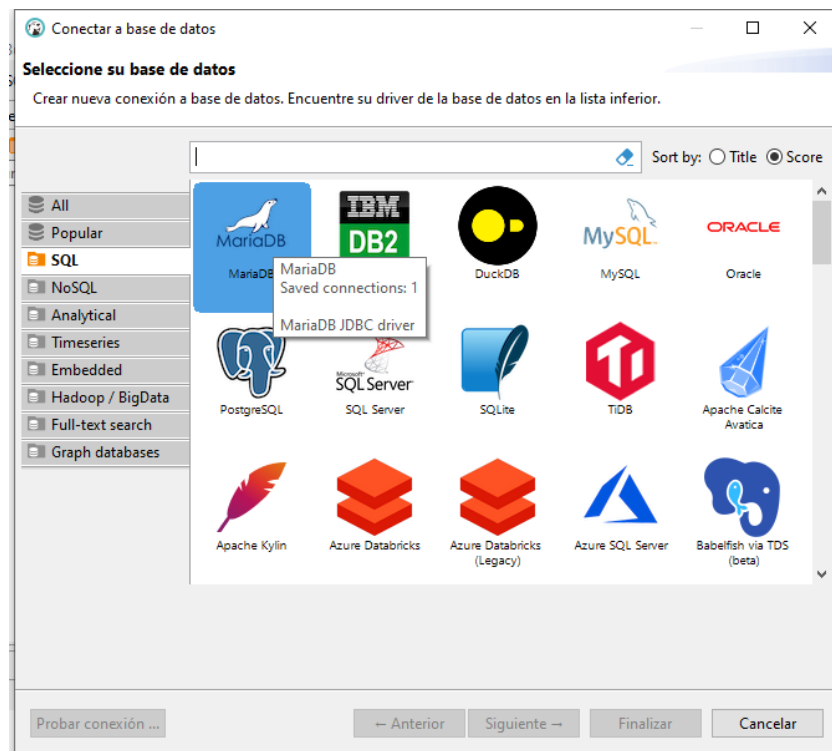 Conectar a base de datos
Seleccione su base de datos
Crear nueva conexión a base de datos. Encuentre su driver de la base de datos en la lista inferior.
Sort by: Title Score
All
Popular
SQL
NoSQL
Analytical
Timeseries
Embedded
Hadoop / BigData
Full-text search
Graph databases
MariaDB
IBM
DB2
MySQL
ORACLE
MariaDB DuckDB MySQL Oracle
MariaDB
Saved connections: 1
MariaDB JDBC driver
Microsoft
SQL Server
PostgreSQL SQL Server SQLite TiDB Apache Calcite
Avatica
Apache Kylin Azure Databricks Azure Databricks Azure SQL Server Babelfish via TDS
(Legacy) (beta)
Probar conexión ... ← Anterior Siguiente → Finalizar Cancelar